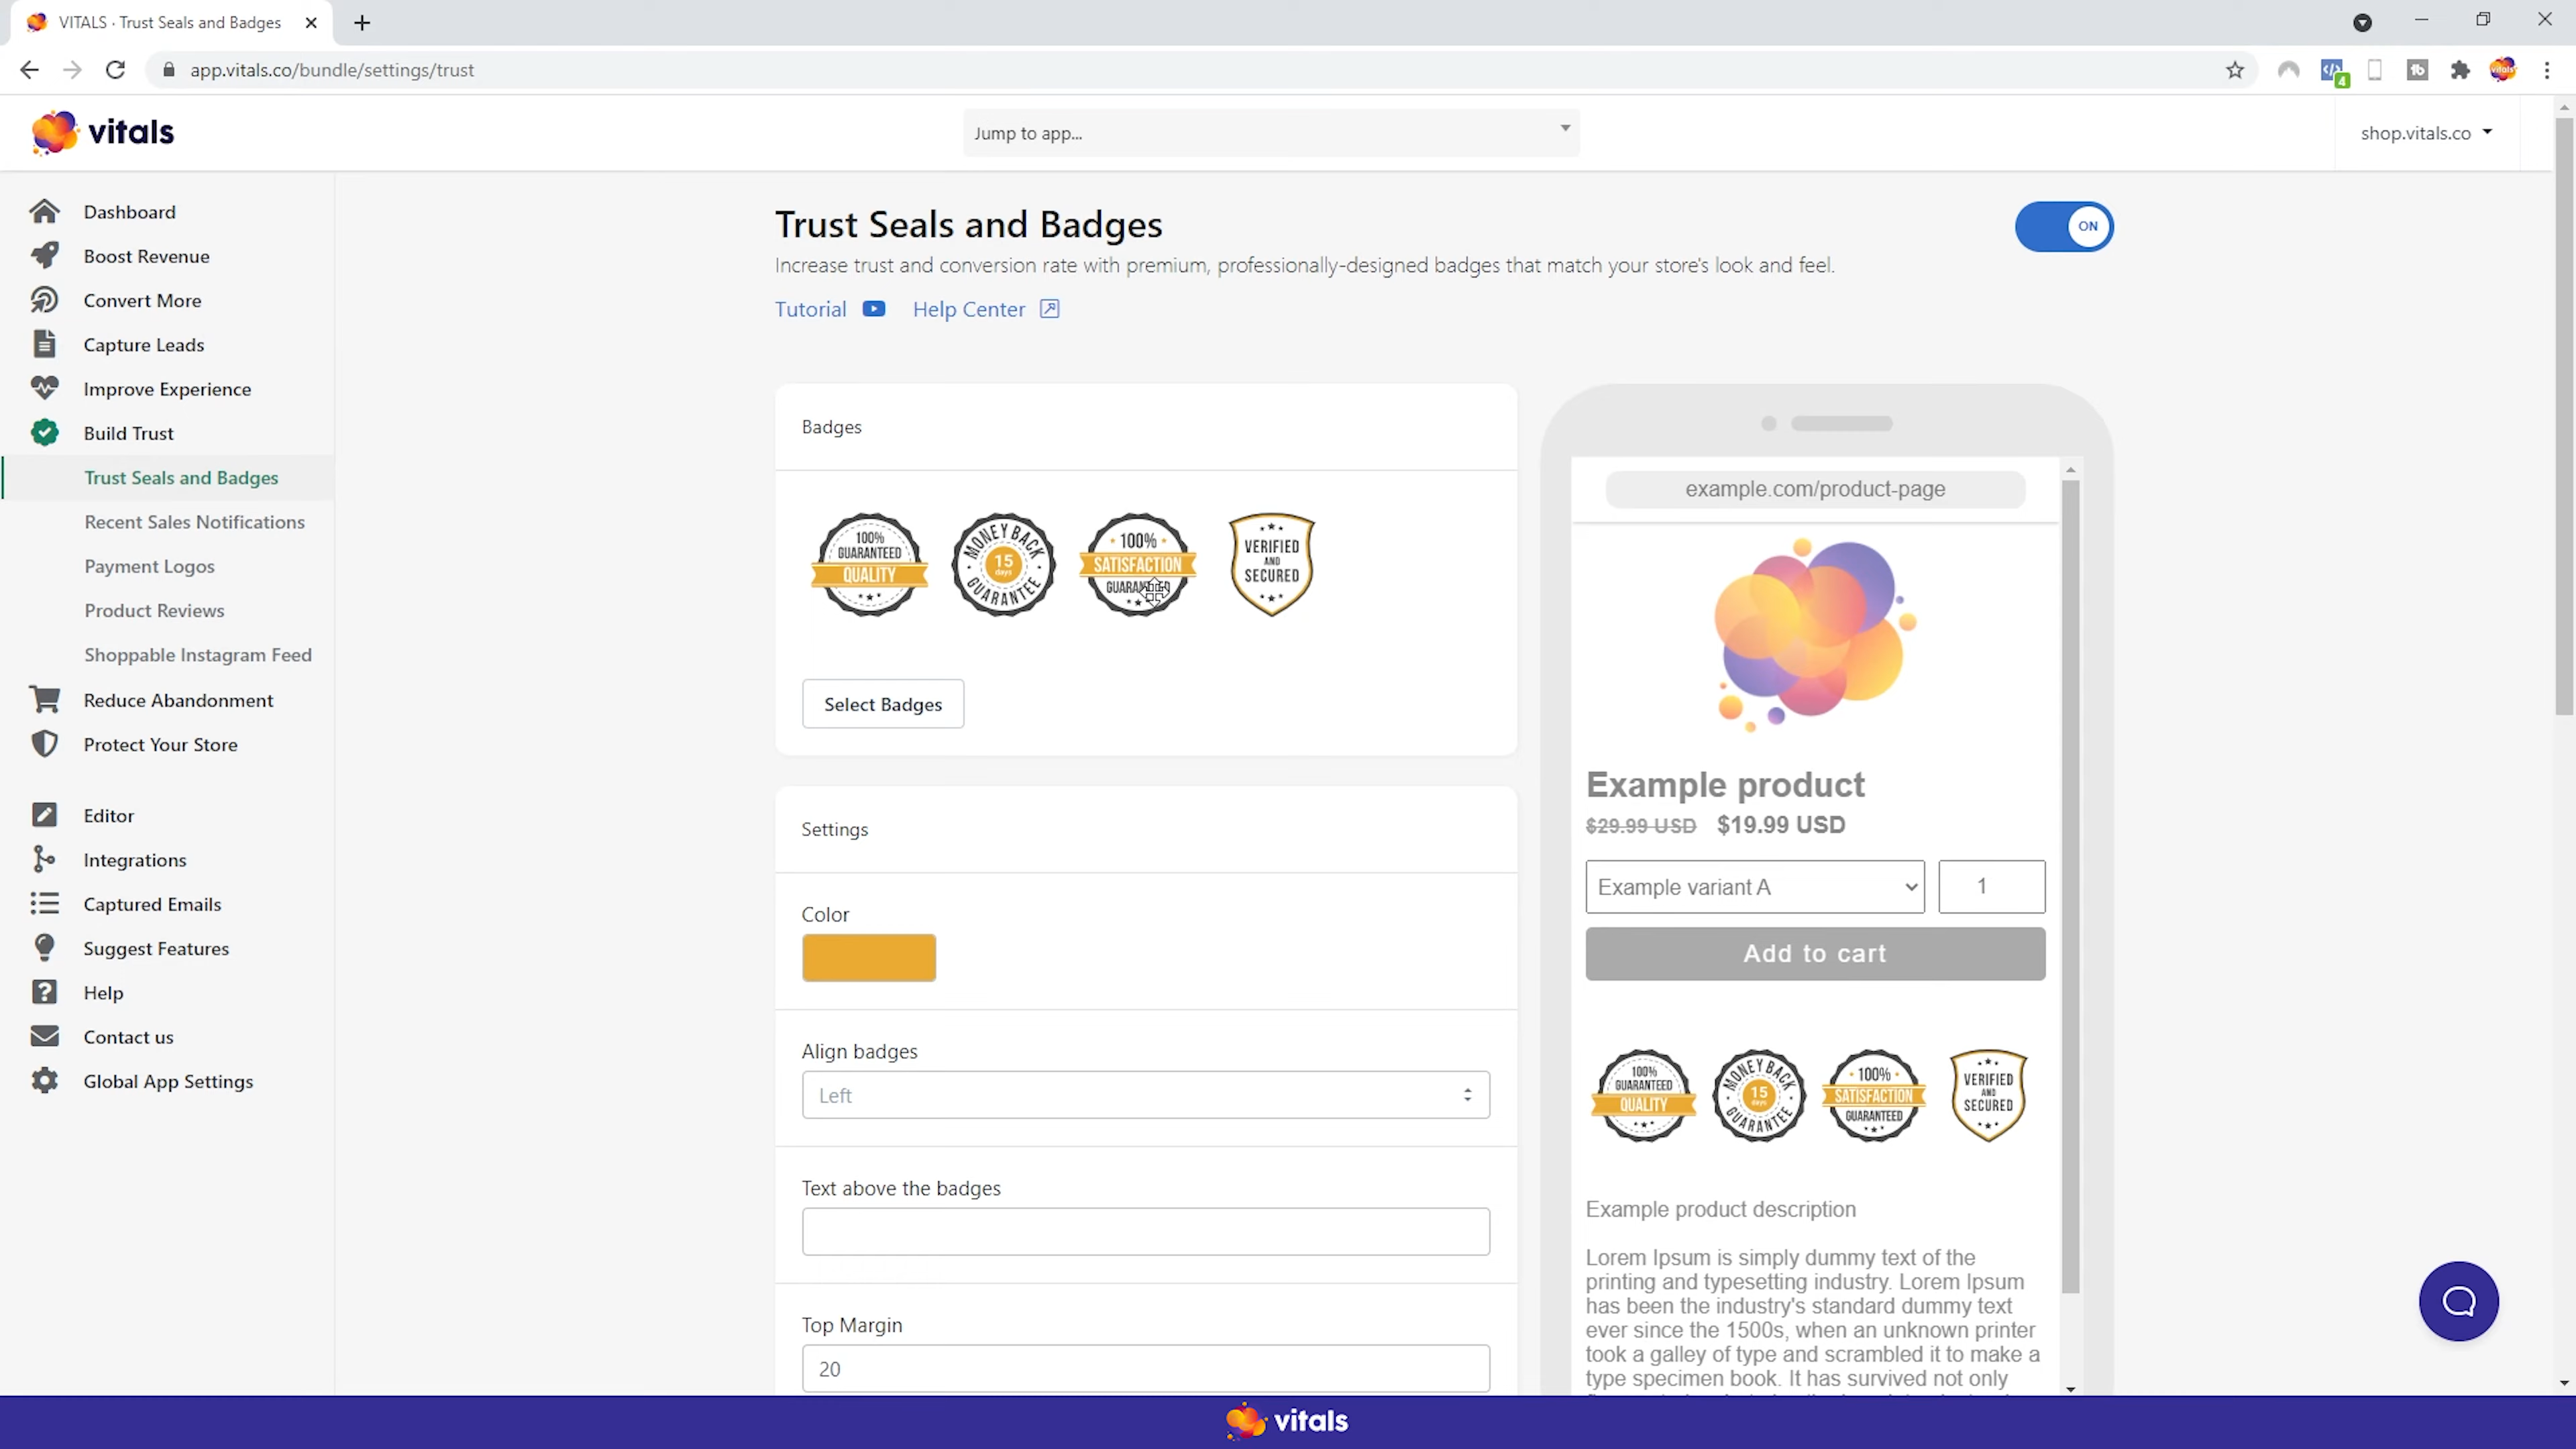 VITALS · Trust Seals and Badges
app.vitals.co/bundle/settings/trust
4
vitals
Jump to app...
shop.vitals.co
Dashboard
Boost Revenue
Convert More
Capture Leads
Improve Experience
Build Trust
Trust Seals and Badges
Recent Sales Notifications
Payment Logos
Product Reviews
Shoppable Instagram Feed
Reduce Abandonment
Protect Your Store
Editor
Integrations
Captured Emails
Suggest Features
Help
Contact us
Global App Settings
Trust Seals and Badges
ON
Increase trust and conversion rate with premium, professionally-designed badges that match your store's look and feel.
Tutorial
Help Center
Badges
100%
GUARANTEED
QUALITY
MONEY BACK
15
days
GUARANTEE
100%
SATISFACTION
GUARANTEED
VERIFIED
AND
SECURED
Select Badges
Settings
Color
Align badges
Left
Text above the badges
Top Margin
20
example.com/product-page
Example product
$29.99 USD $19.99 USD
Example variant A
1
Add to cart
100%
GUARANTEED
QUALITY
MONEY BACK
15
days
GUARANTEE
100%
SATISFACTION
GUARANTEED
VERIFIED
AND
SECURED
Example product description
Lorem Ipsum is simply dummy text of the
printing and typesetting industry. Lorem Ipsum
has been the industry's standard dummy text
ever since the 1500s, when an unknown printer
took a galley of type and scrambled it to make a
type specimen book. It has survived not only
vitals